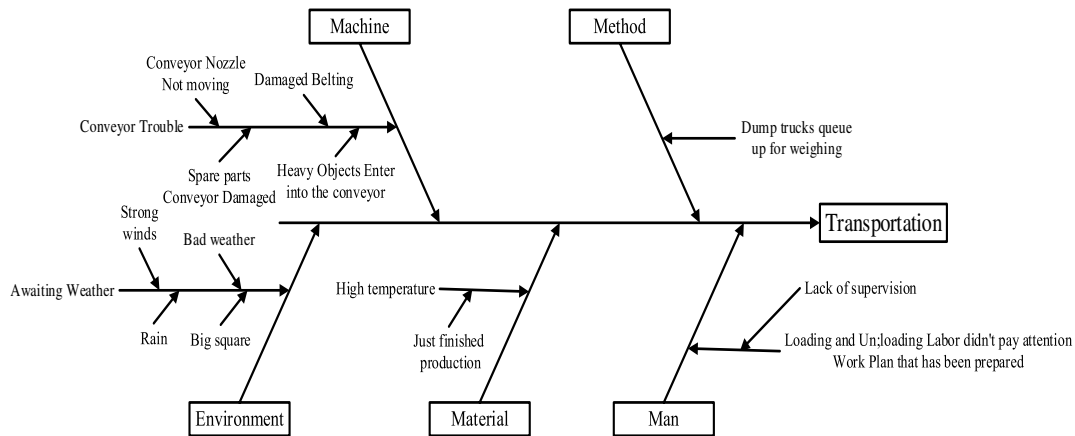 Machine
Method
Conveyor Nozzle
Not moving
Damaged Belting
Conveyor Trouble
Dump trucks queue
up for weighing
Spare parts
Conveyor Damaged
Heavy Objects Enter
into the conveyor
Transportation
Strong
winds
Bad weather
Awaiting Weather
Rain
Big square
High temperature
Just finished
production
Lack of supervision
Loading and Un;loading Labor didn't pay attention
Work Plan that has been prepared
Environment
Material
Man